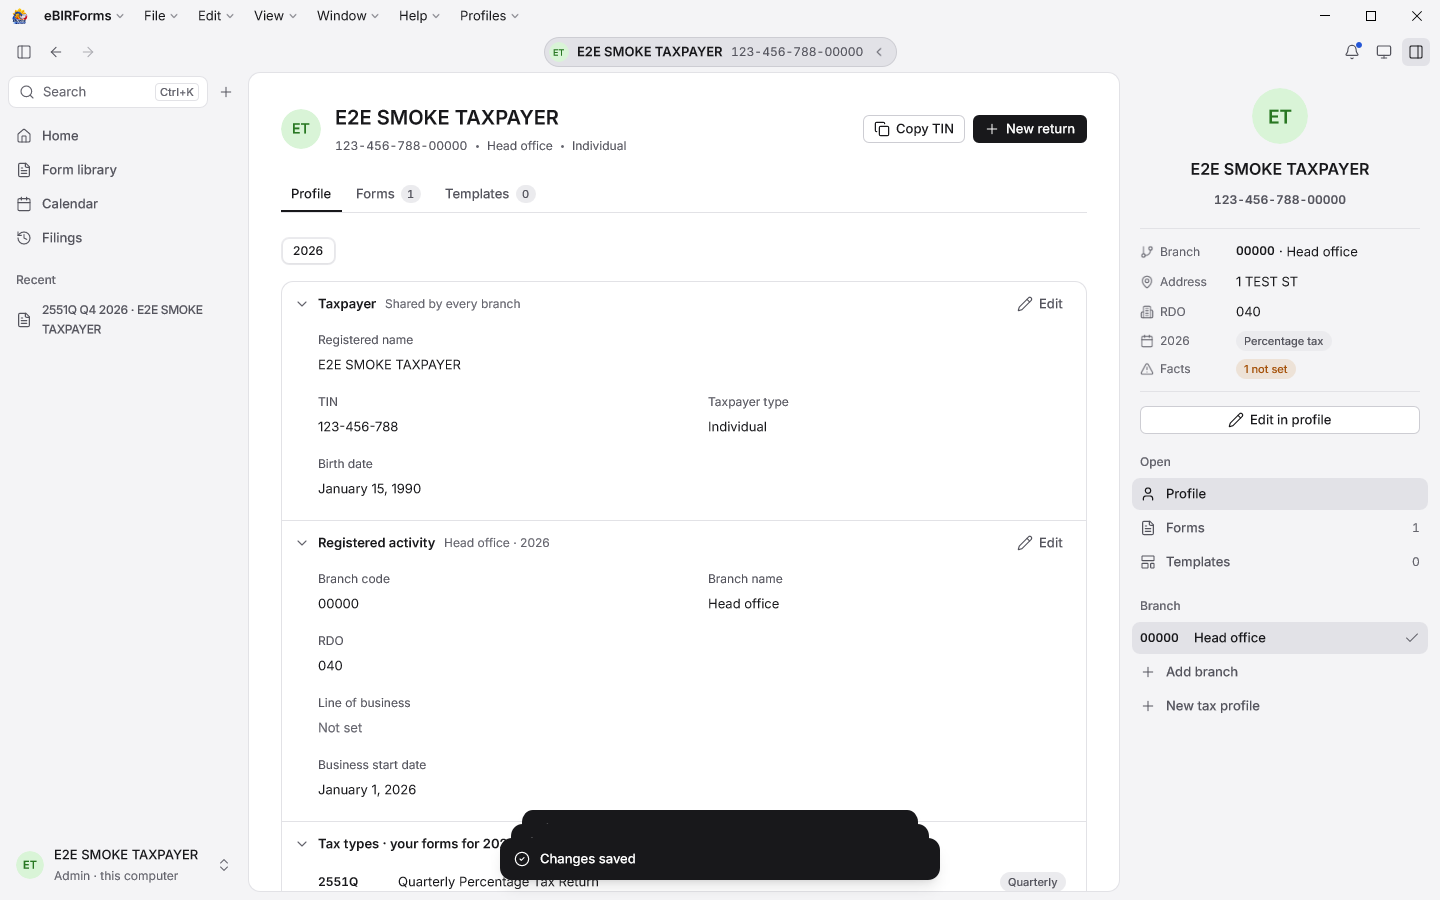 eBIRForms
File
Edit
View
Window
Help
Profiles
ET E2E SMOKE TAXPAYER 123-456-788-00000
Search Ctrl+K
Home
Form library
Calendar
Filings
Recent
2551Q Q4 2026 · E2E SMOKE
TAXPAYER
ET
E2E SMOKE TAXPAYER
Admin · this computer
ET
E2E SMOKE TAXPAYER
123-456-788-00000 • Head office • Individual
Copy TIN
New return
Profile
Forms 1
Templates 0
2026
Taxpayer Shared by every branch
Edit
Registered name
E2E SMOKE TAXPAYER
TIN
123-456-788
Taxpayer type
Individual
Birth date
January 15, 1990
Registered activity Head office · 2026
Edit
Branch code
00000
Branch name
Head office
RDO
040
Line of business
Not set
Business start date
January 1, 2026
Tax types · your forms for 202
2551Q Quarterly Percentage Tax Return Quarterly
Changes saved
ET
E2E SMOKE TAXPAYER
123-456-788-00000
Branch 00000 · Head office
Address 1 TEST ST
RDO 040
2026 Percentage tax
Facts 1 not set
Edit in profile
Open
Profile
Forms 1
Templates 0
Branch
00000 Head office
Add branch
New tax profile